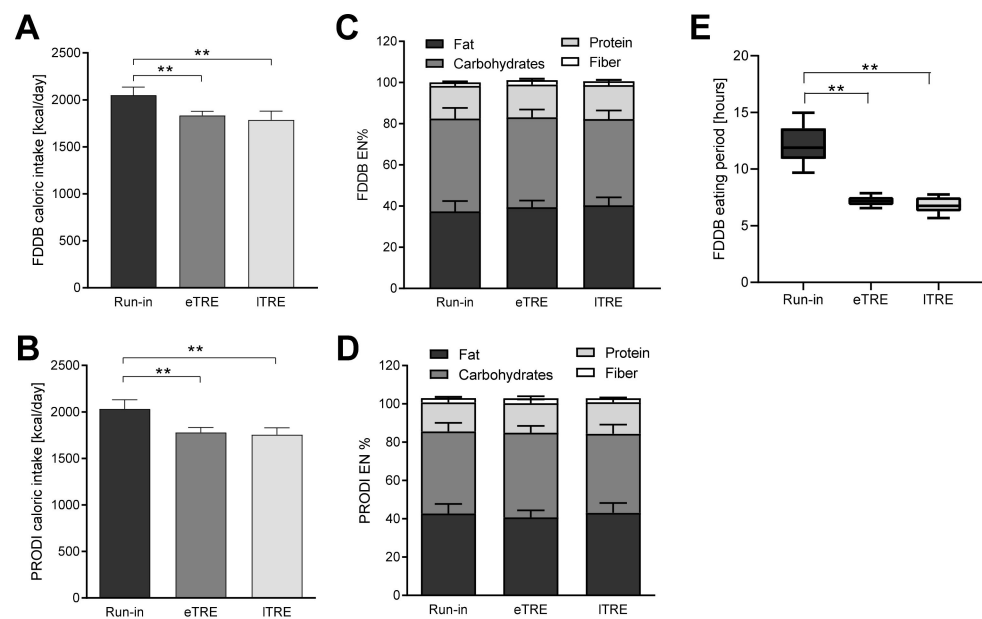 A
FDDB caloric intake [kcal/day]
2500
2000
1500
1000
500
0
**
**
Run-in eTRE lTRE
B
PRODI caloric intake [kcal/day]
2500
2000
1500
1000
500
0
**
**
Run-in eTRE lTRE
C
FDDB EN%
120
100
80
60
40
20
0
Fat Protein
Carbohydrates Fiber
Run-in eTRE lTRE
D
PRODI EN %
120
100
80
60
40
20
0
Fat Protein
Carbohydrates Fiber
Run-in eTRE lTRE
E
FDDB eating period [hours]
20
15
10
5
0
**
**
Run-in eTRE lTRE